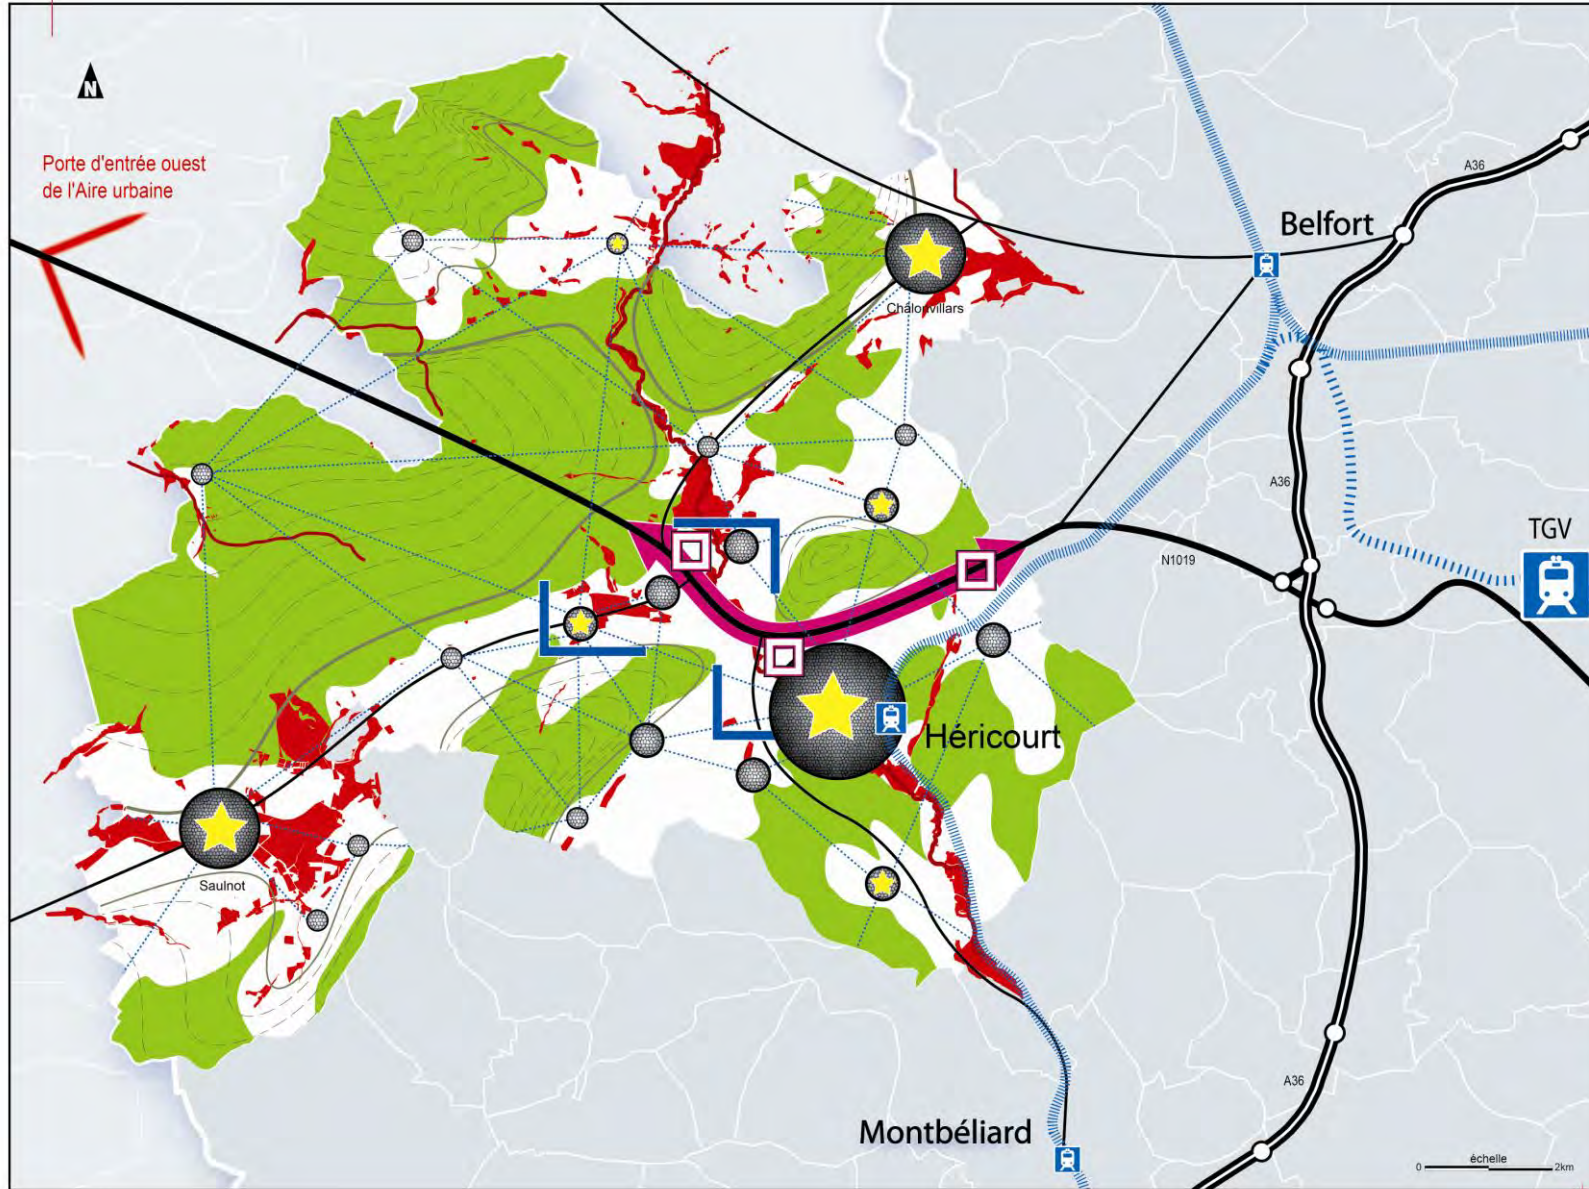 N
Porte d'entrée ouest
de l'Aire urbaine
A36
Belfort
Châlonvillars
A36
TGV
N1019
Héricourt
Saulnot
A36
Montbéliard
échelle
0 2km